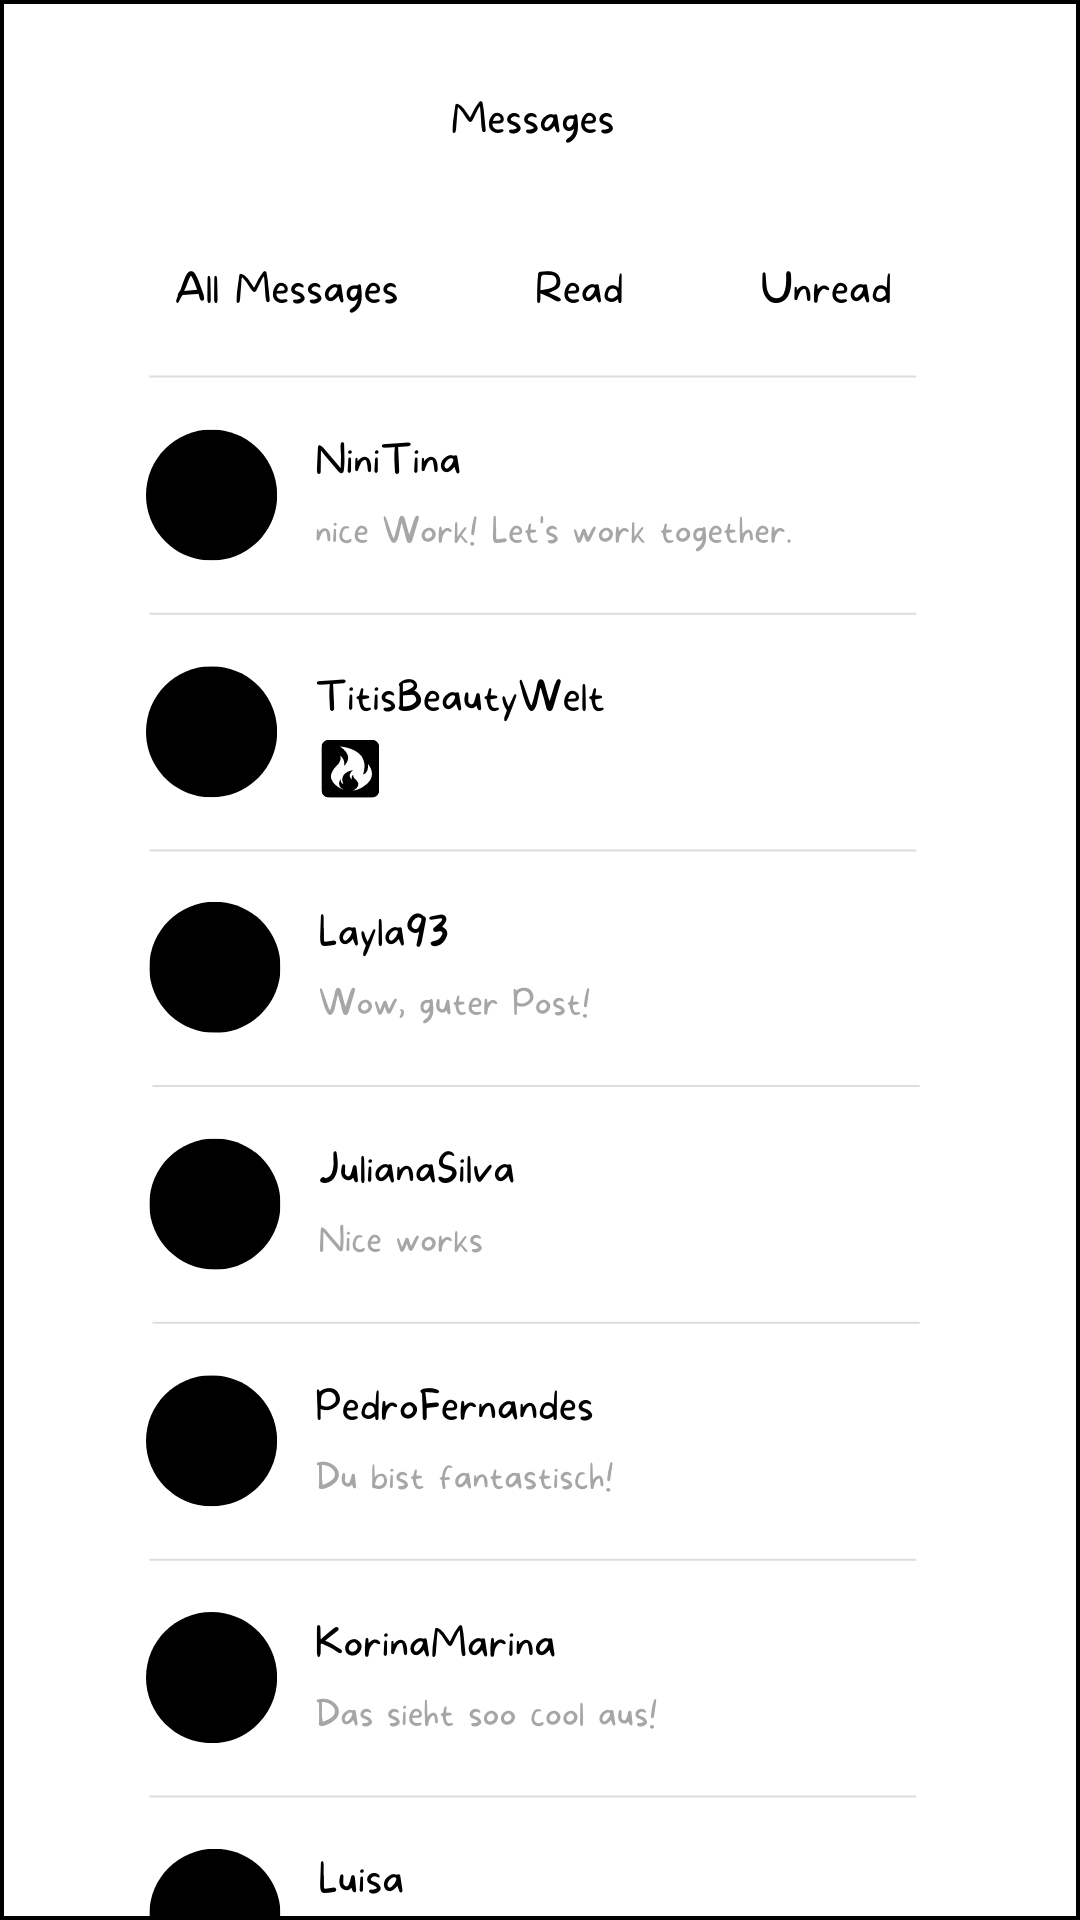 Messages
All Messages Read Unread
NiniTina
nice Work! Let's work together.
TitisBeautyWelt
Layla93
Wow, guter Post!
JulianaSilva
Nice works
PedroFernandes
Du bist fantastisch!
KorinaMarina
Das sieht soo cool aus!
Luisa